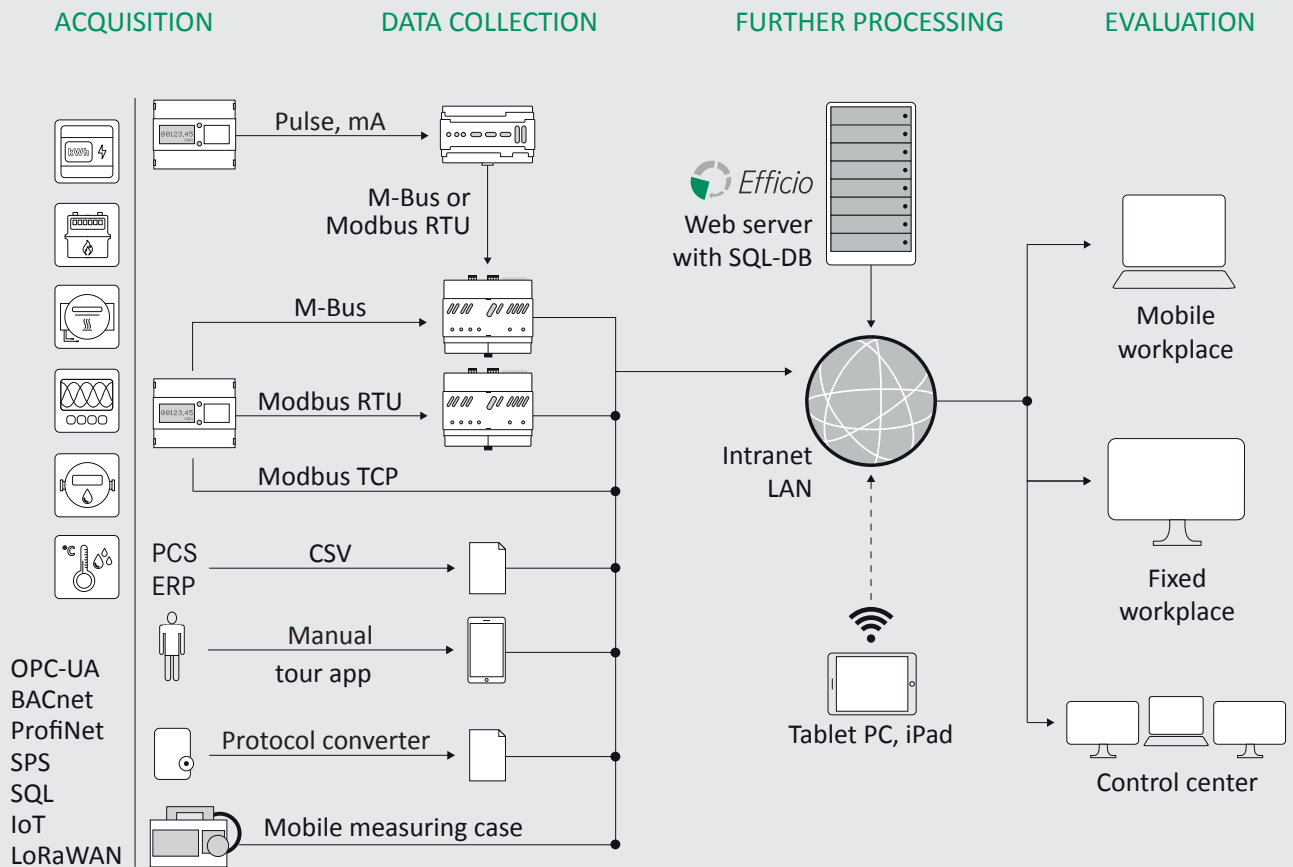 ACQUISITION
DATA COLLECTION
FURTHER PROCESSING
EVALUATION
kWh
00123,45
Pulse, mA
M-Bus or
Modbus RTU
Efficio
Web server
with SQL-DB
M-Bus
00123,45
Modbus RTU
Modbus TCP
Intranet
LAN
Mobile
workplace
Fixed
workplace
°C
PCS
ERP
CSV
Manual
tour app
Protocol converter
Mobile measuring case
Tablet PC, iPad
Control center
OPC-UA
BACnet
ProfiNet
SPS
SQL
IoT
LoRaWAN